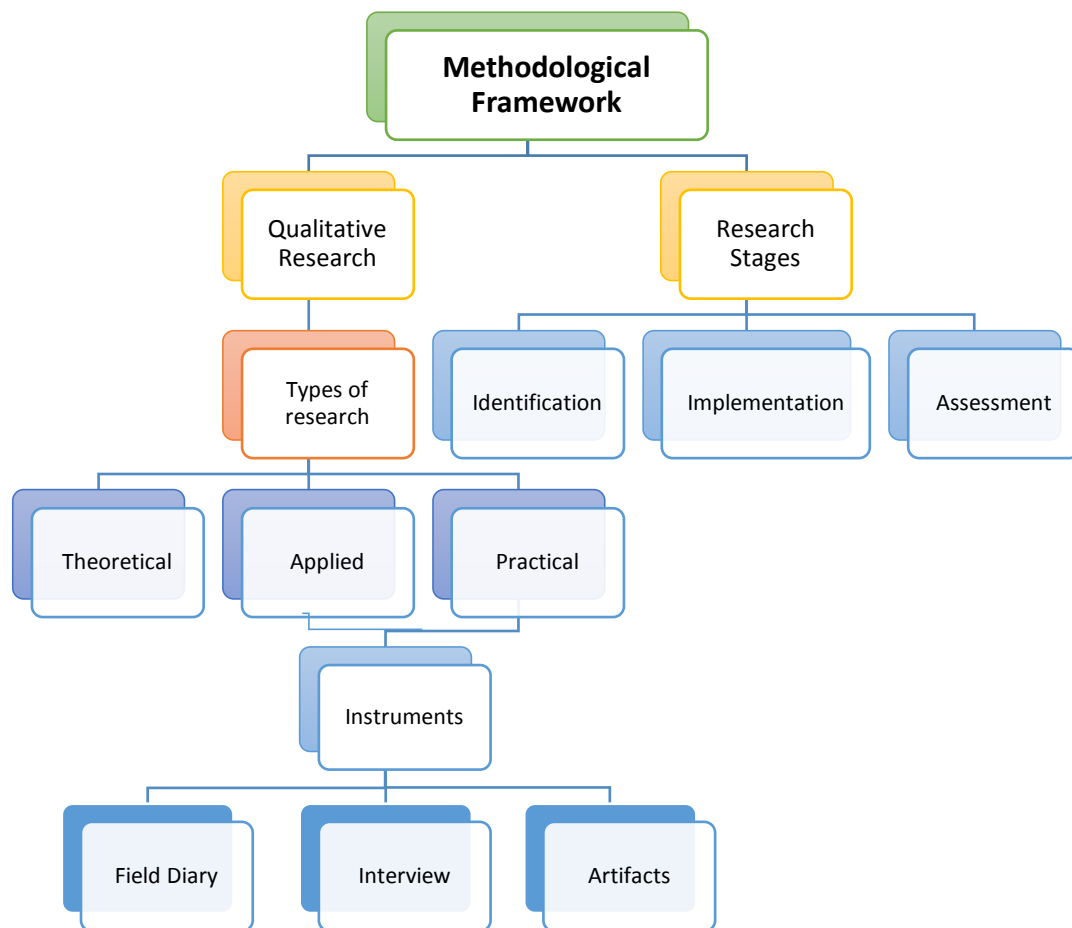 Methodological
Framework
Qualitative
Research
Research
Stages
Types of
research
Identification
Implementation
Assessment
Theoretical
Applied
Practical
Instruments
Field Diary
Interview
Artifacts